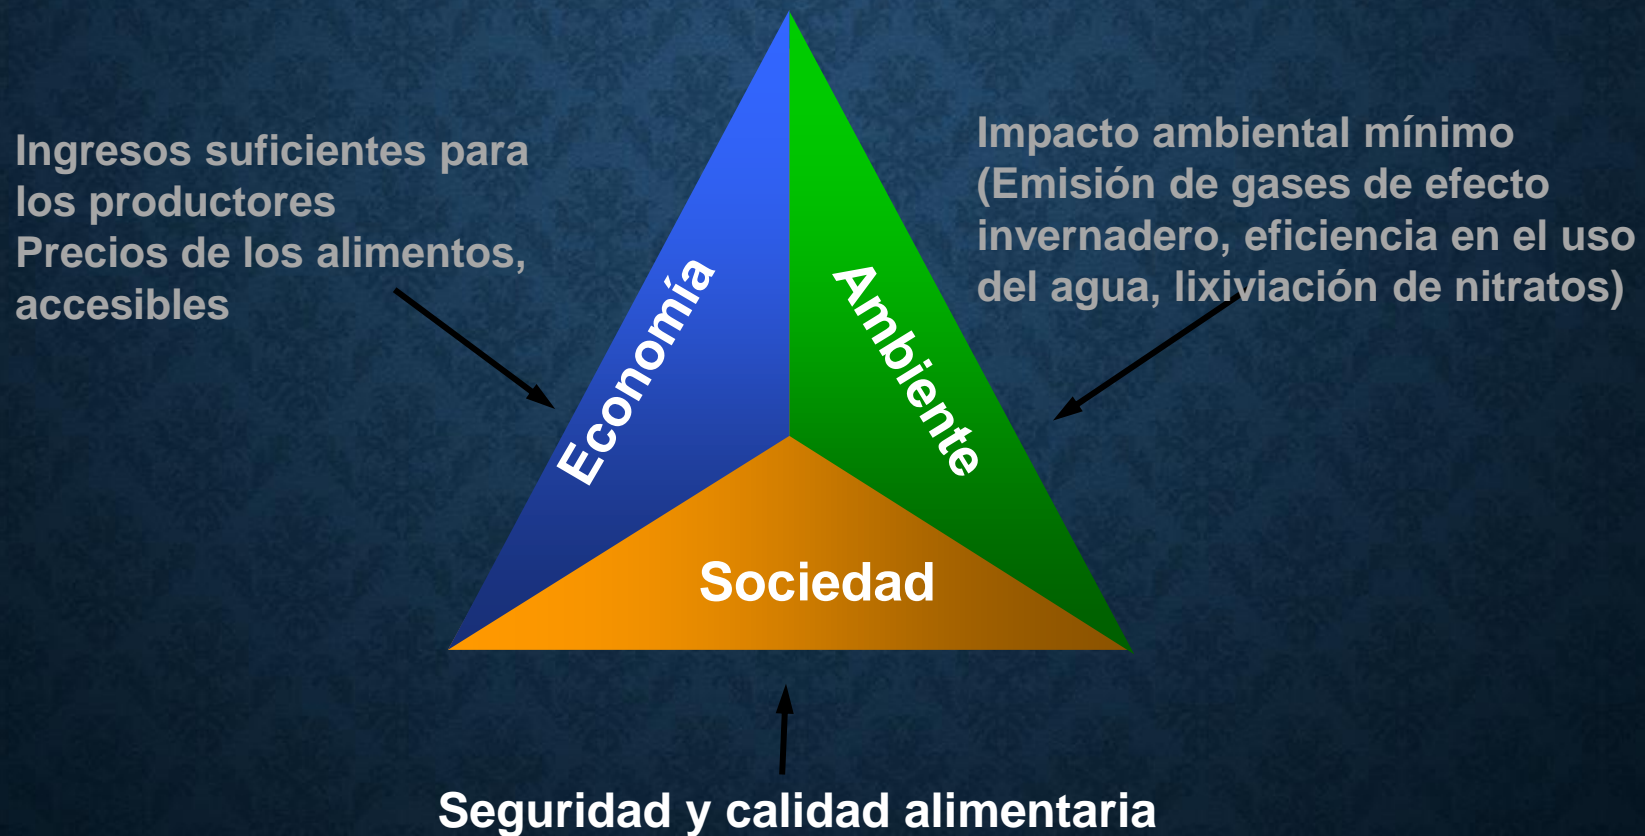 Ingresos suficientes para
los productores
Precios de los alimentos,
accesibles
Impacto ambiental mínimo
(Emisión de gases de efecto
invernadero, eficiencia en el uso
del agua, lixiviación de nitratos)
Economía
Ambiente
Sociedad
Seguridad y calidad alimentaria